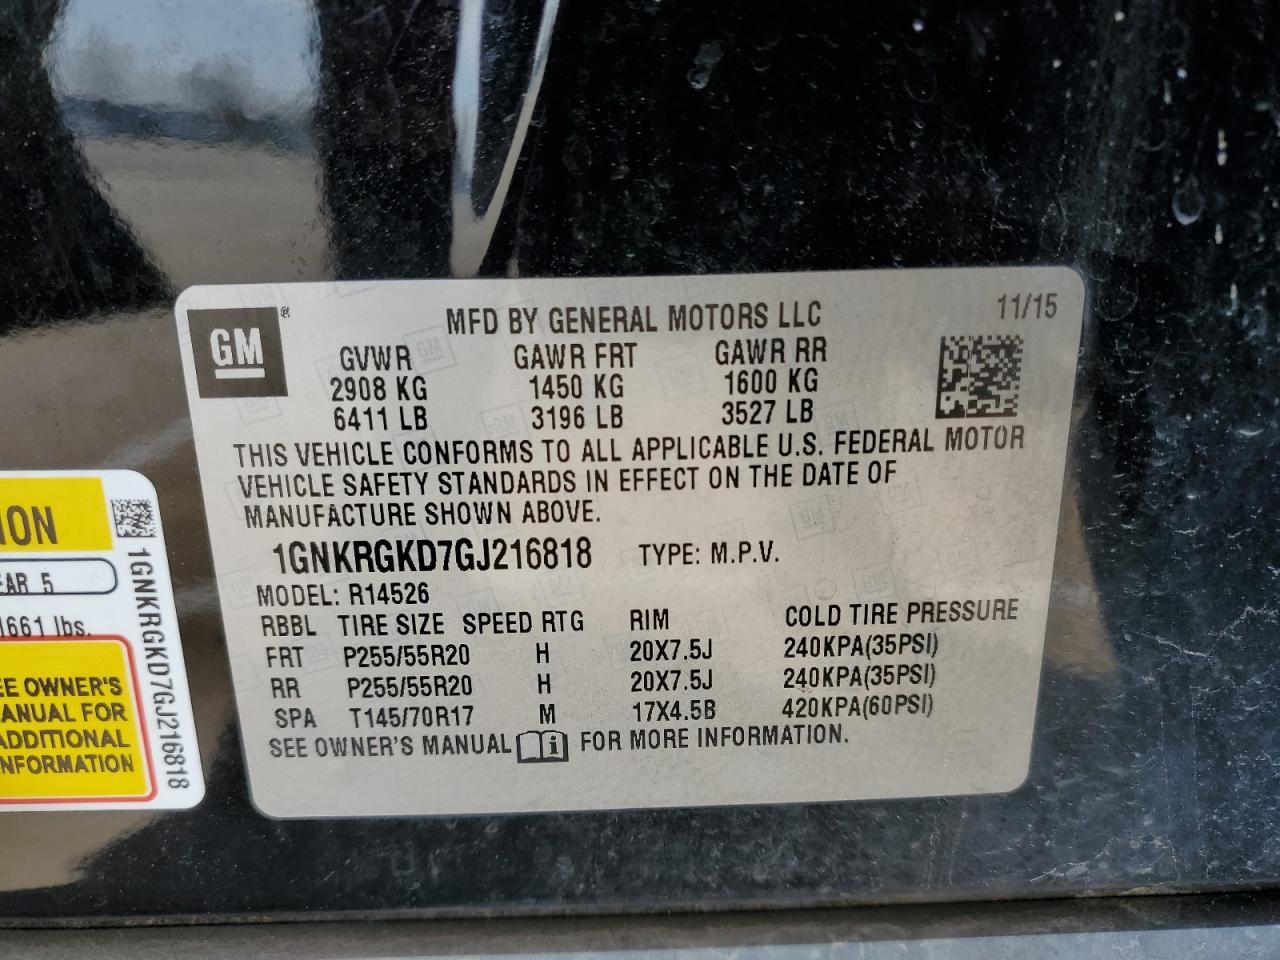 GM ®
MFD BY GENERAL MOTORS LLC 11/15
GVWR GAWR FRT GAWR RR
2908 KG 1450 KG 1600 KG
6411 LB 3196 LB 3527 LB
THIS VEHICLE CONFORMS TO ALL APPLICABLE U.S. FEDERAL MOTOR
VEHICLE SAFETY STANDARDS IN EFFECT ON THE DATE OF
MANUFACTURE SHOWN ABOVE.
1GNKRGKD7GJ216818 TYPE: M.P.V.
MODEL: R14526
RBBL TIRE SIZE SPEED RTG RIM COLD TIRE PRESSURE
FRT P255/55R20 H 20X7.5J 240KPA(35PSI)
RR P255/55R20 H 20X7.5J 240KPA(35PSI)
SPA T145/70R17 M 17X4.5B 420KPA(60PSI)
SEE OWNER'S MANUAL FOR MORE INFORMATION.
ION
EAR 5
1661 lbs.
EE OWNER'S
ANUAL FOR
ADDITIONAL
NFORMATION
1GNKRGKD7GJ216818